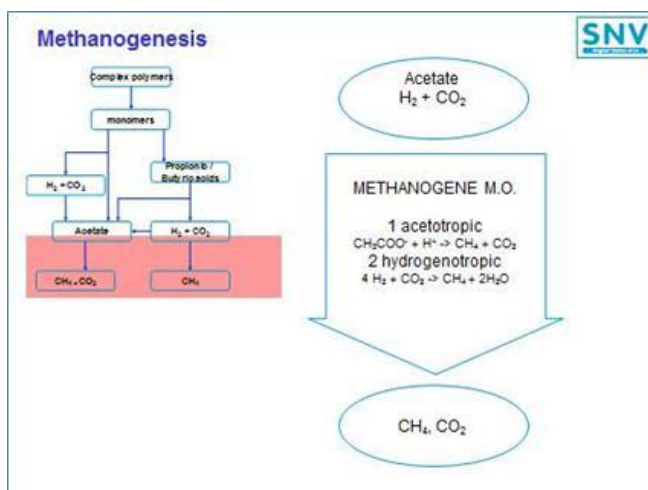 Methanogenesis
SNV
Complex polymers
monomers
Propionic /
Butyric acids
H₂ + CO₂
Acetate
H₂ + CO₂
CH₄ + CO₂
CH₄
Acetate
H₂ + CO₂
METHANOGENE M.O.
1 acetotropic
CH₃COO⁻ + H⁺ -> CH₄ + CO₂
2 hydrogenotropic
4 H₂ + CO₂ -> CH₄ + 2H₂O
CH₄, CO₂